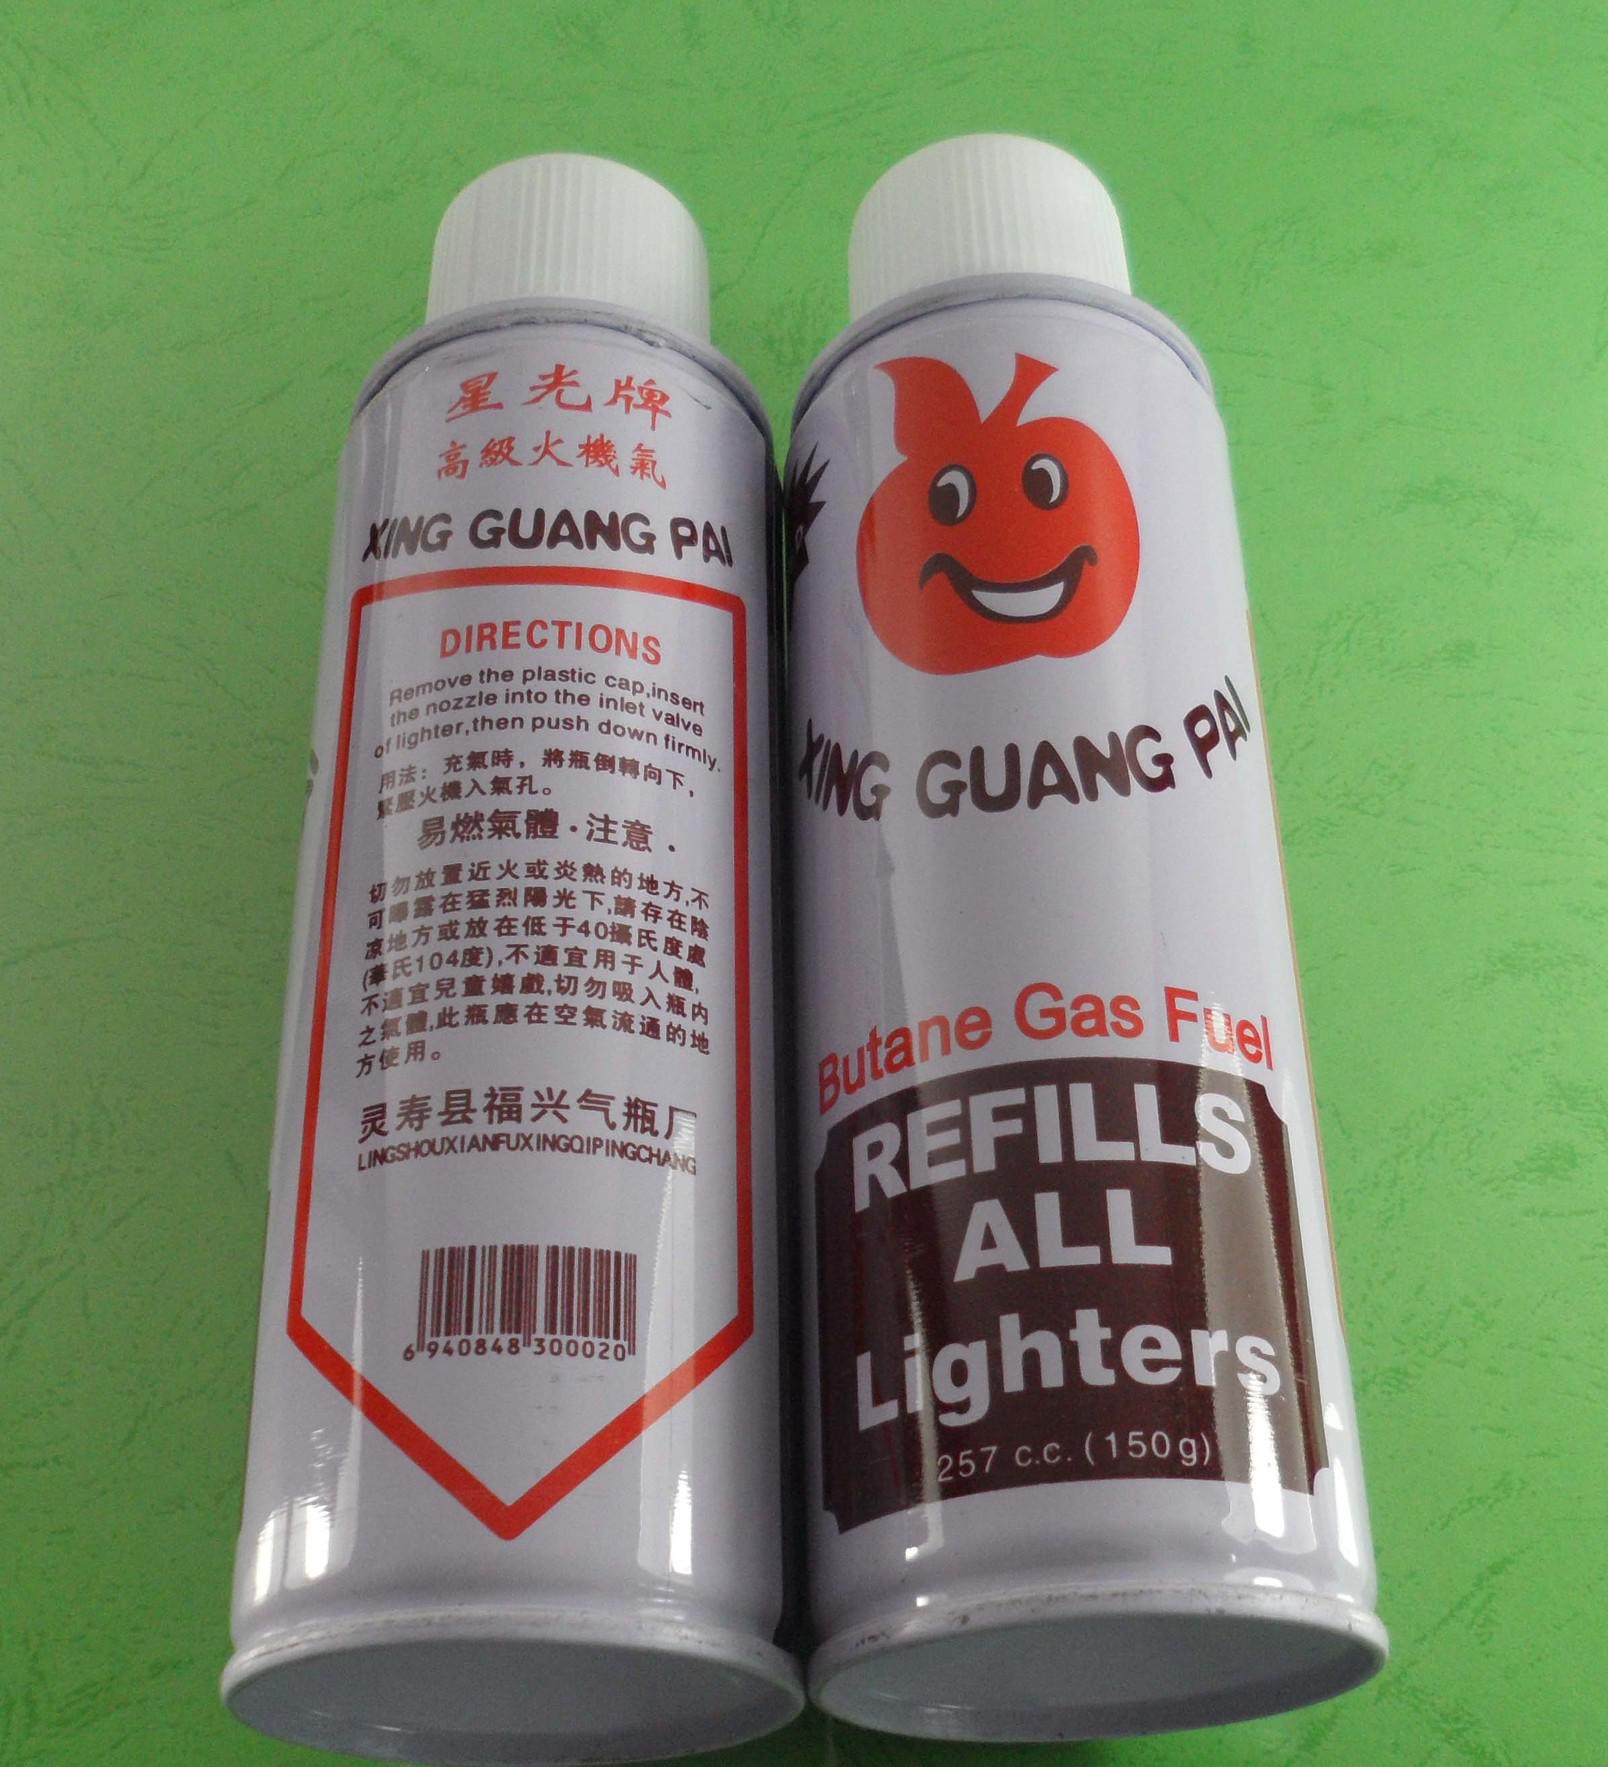 星光牌
高級火機氣
XING GUANG PAI
DIRECTIONS
Remove the plastic cap,insert
the nozzle into the inlet valve
of lighter,then push down firmly.
用法：充氣時，將瓶倒轉向下，
緊壓火機入氣孔。
易燃氣體·注意．
切勿放置近火或炎熱的地方,不
可曝露在猛烈陽光下,請存在陰
凉地方或放在低于40攝氏度處
(華氏104度),不適宜用于人體,
不適宜兒童嬉戲,切勿吸入瓶内
之氣體,此瓶應在空氣流通的地
方使用。
灵寿县福兴气瓶厂
LINGSHOUXIANFUXINGQIPINGCHANG
6 940848 300020
XING GUANG PAI
Butane Gas Fuel
REFILLS
ALL
Lighters
257 c.c. (150g)